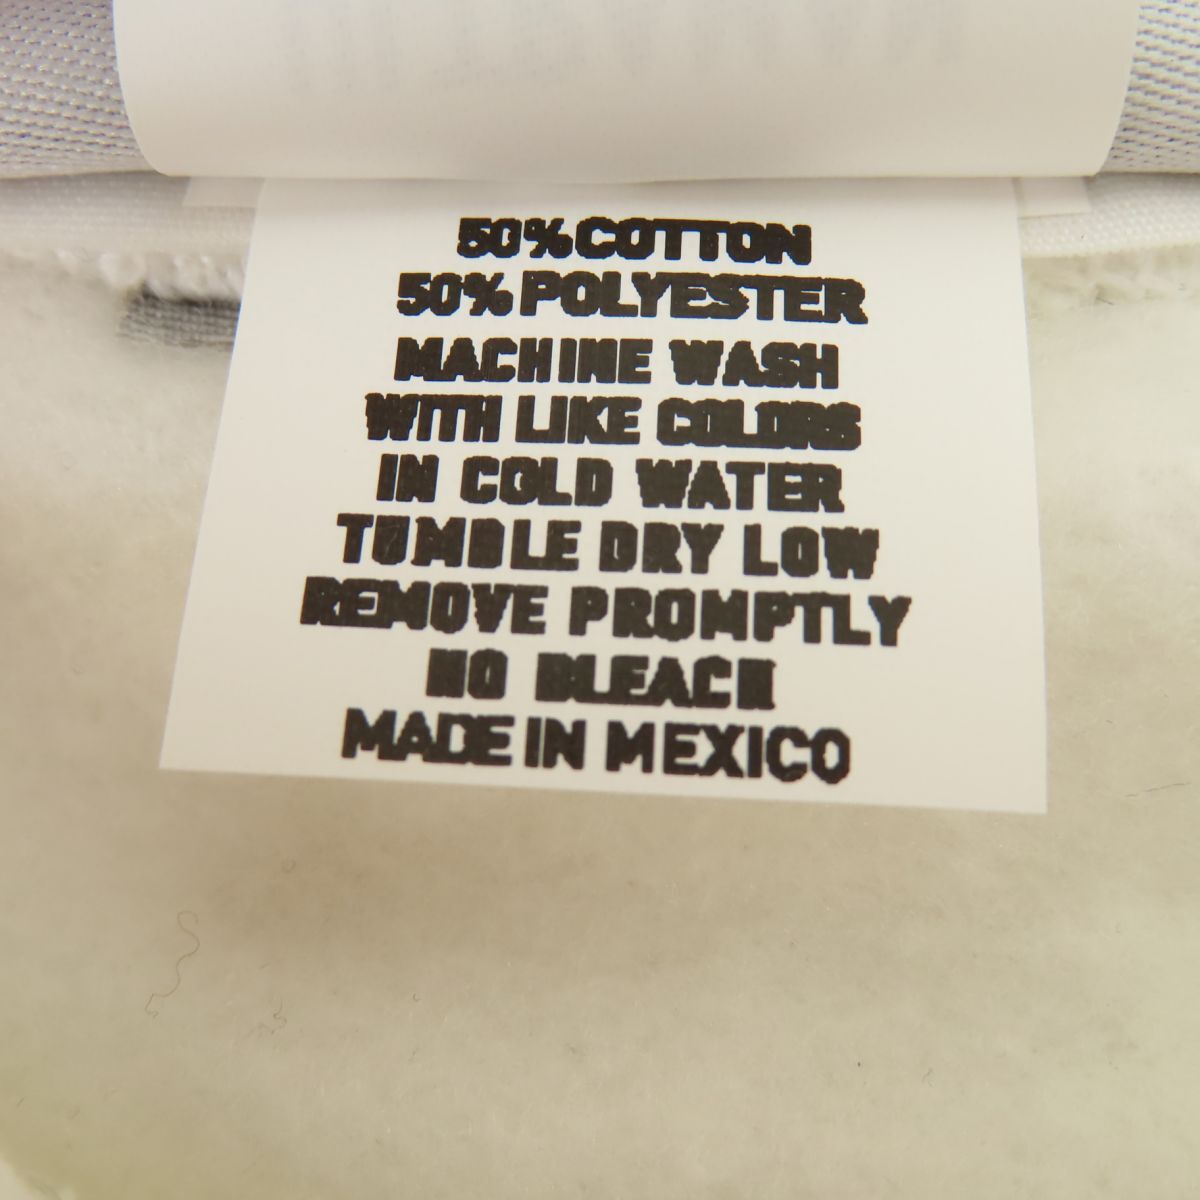 50% COTTON
50% POLYESTER
MACHINE WASH
WITH LIKE COLORS
IN COLD WATER
TUMBLE DRY LOW
REMOVE PROMPTLY
NO BLEACH
MADE IN MEXICO